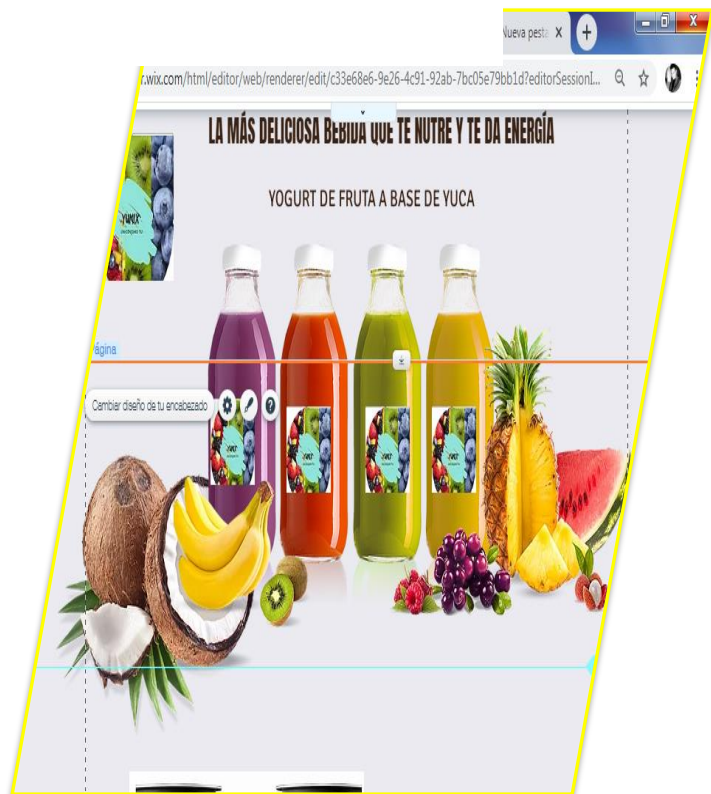 Nueva pesta
r.wix.com/html/editor/web/renderer/edit/c33e68e6-9e26-4c91-92ab-7bc05e79bb1d?editorSessionI...
LA MÁS DELICIOSA BEBIDA QUE TE NUTRE Y TE DA ENERGÍA
YOGURT DE FRUTA A BASE DE YUCA
ágina
Cambiar diseño de tu encabezado